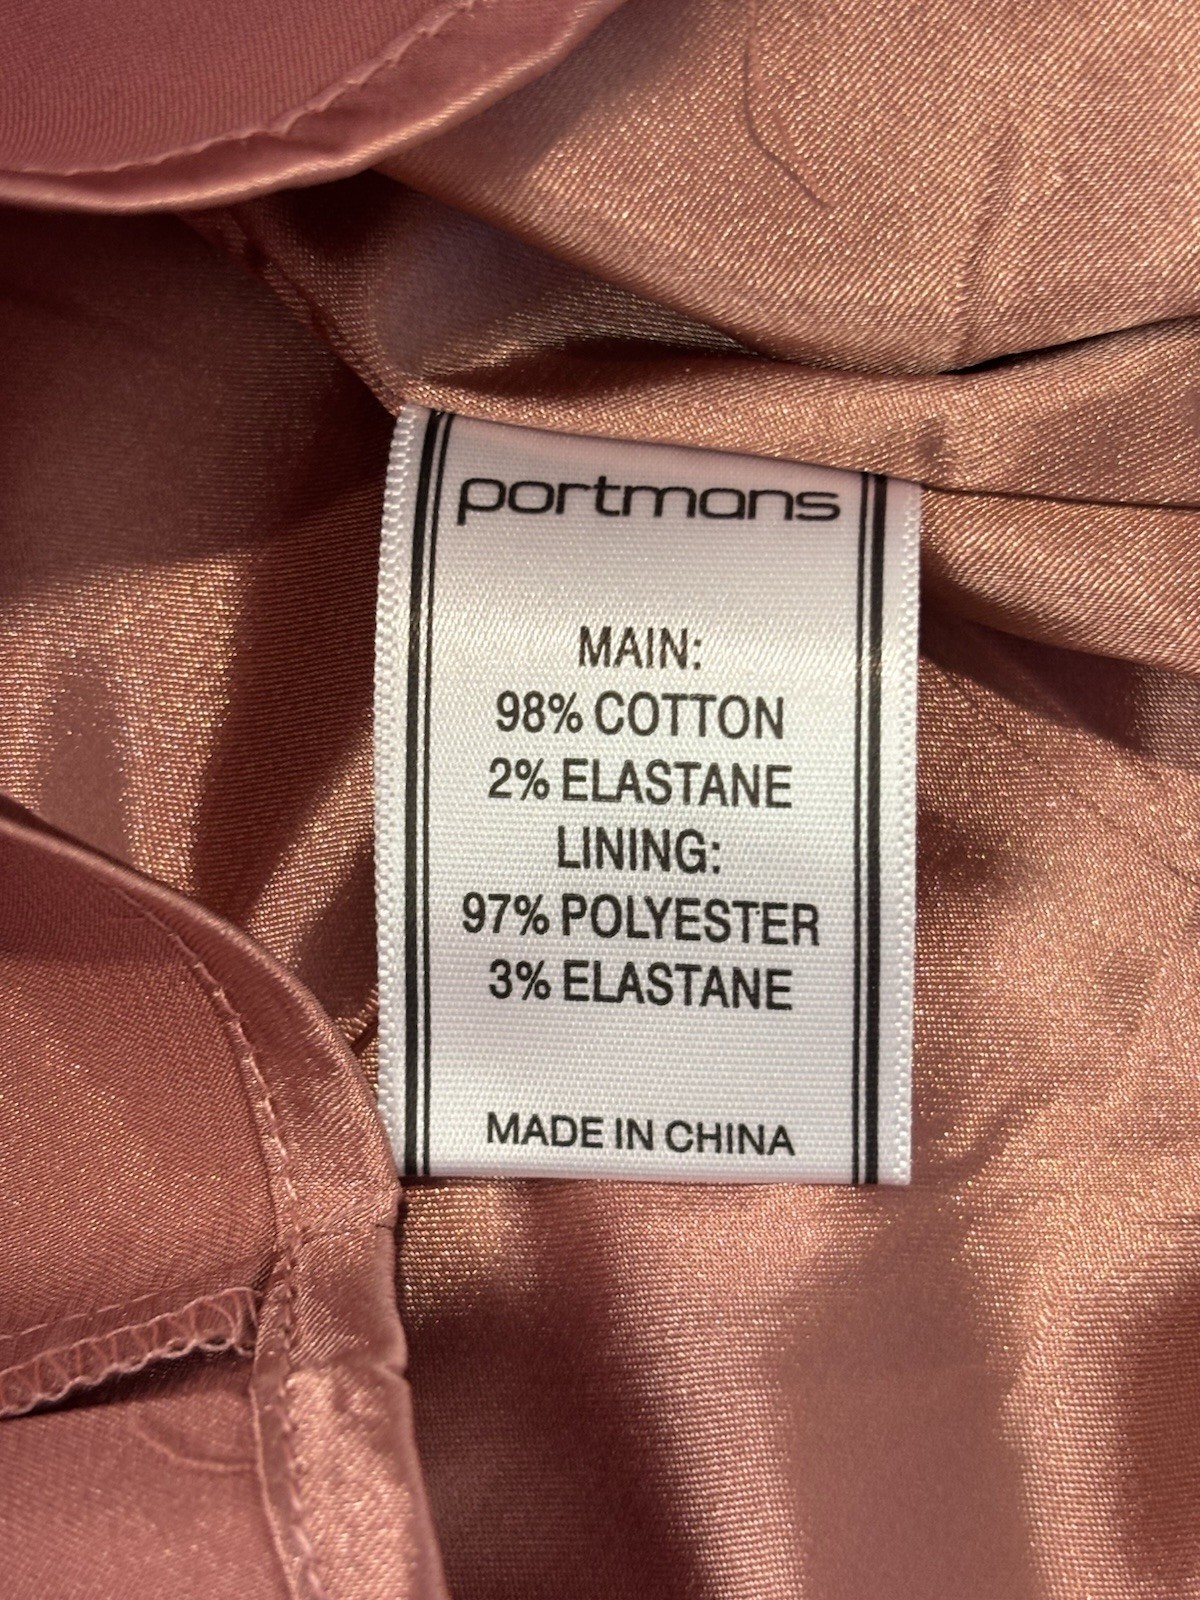 portmans
MAIN:
98% COTTON
2% ELASTANE
LINING:
97% POLYESTER
3% ELASTANE
MADE IN CHINA